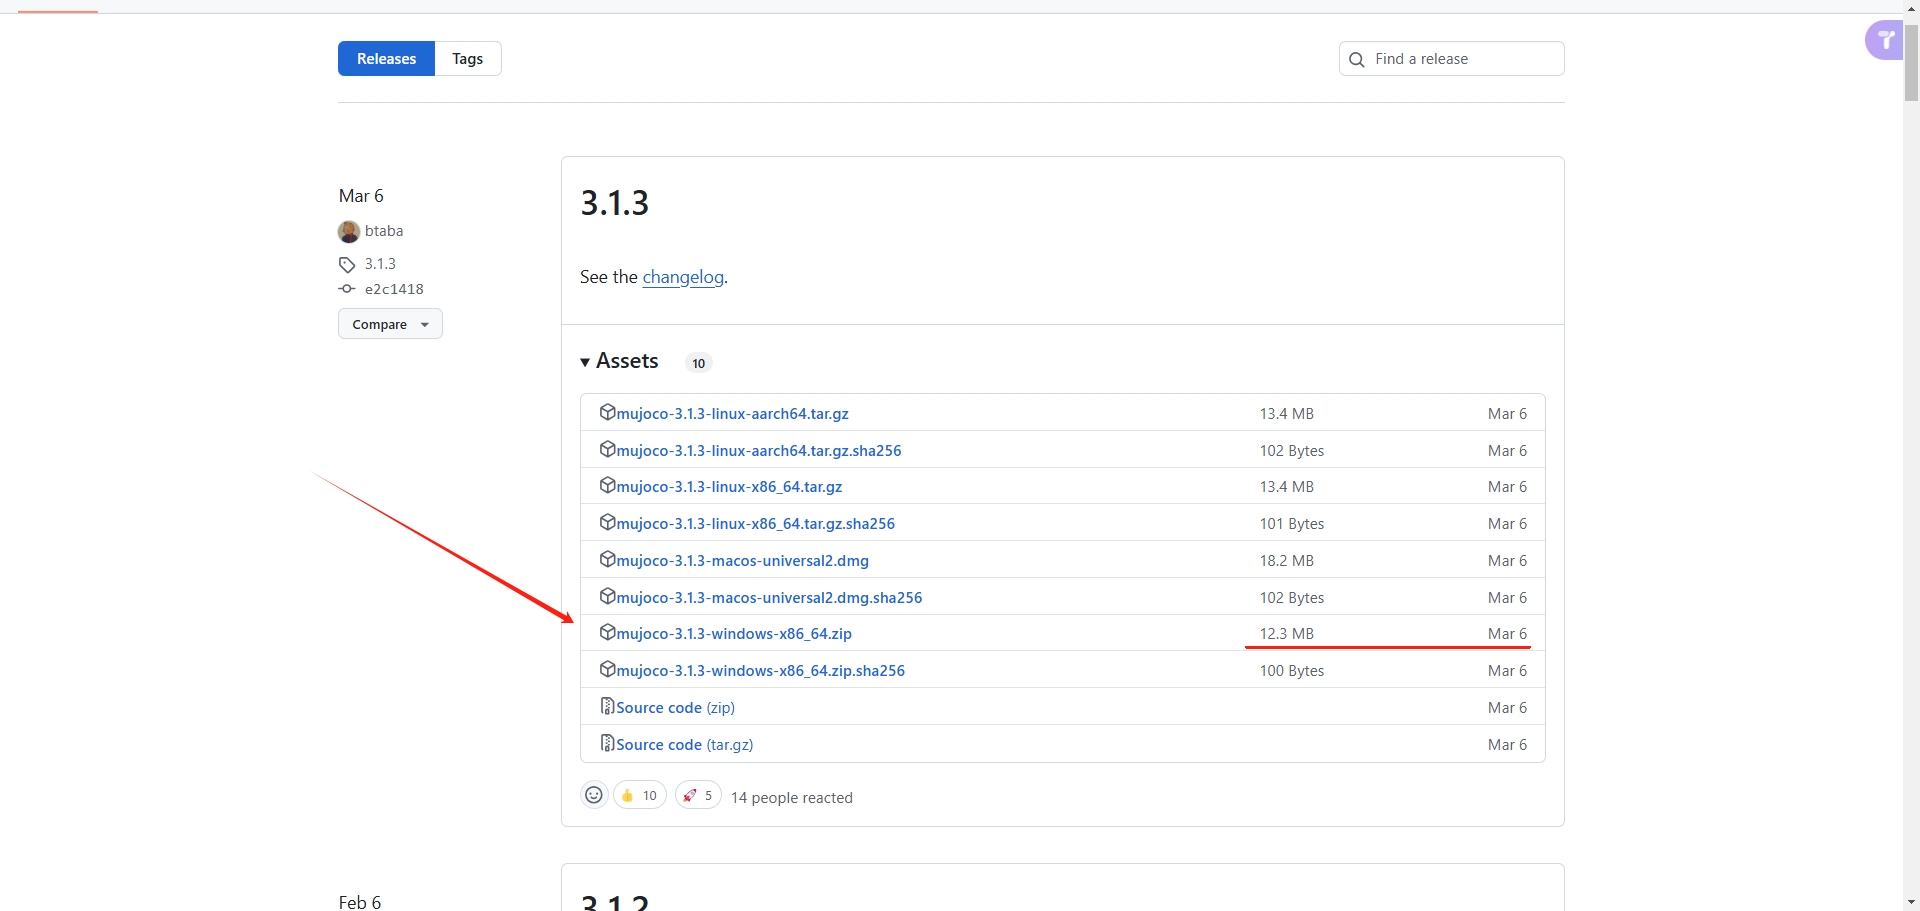 Releases
Tags
Find a release
Mar 6
btaba
3.1.3
e2c1418
Compare
3.1.3
See the changelog.
Assets 10
mujoco-3.1.3-linux-aarch64.tar.gz 13.4 MB Mar 6
mujoco-3.1.3-linux-aarch64.tar.gz.sha256 102 Bytes Mar 6
mujoco-3.1.3-linux-x86_64.tar.gz 13.4 MB Mar 6
mujoco-3.1.3-linux-x86_64.tar.gz.sha256 101 Bytes Mar 6
mujoco-3.1.3-macos-universal2.dmg 18.2 MB Mar 6
mujoco-3.1.3-macos-universal2.dmg.sha256 102 Bytes Mar 6
mujoco-3.1.3-windows-x86_64.zip 12.3 MB Mar 6
mujoco-3.1.3-windows-x86_64.zip.sha256 100 Bytes Mar 6
Source code (zip) Mar 6
Source code (tar.gz) Mar 6
10 5 14 people reacted
Feb 6
3.1.2